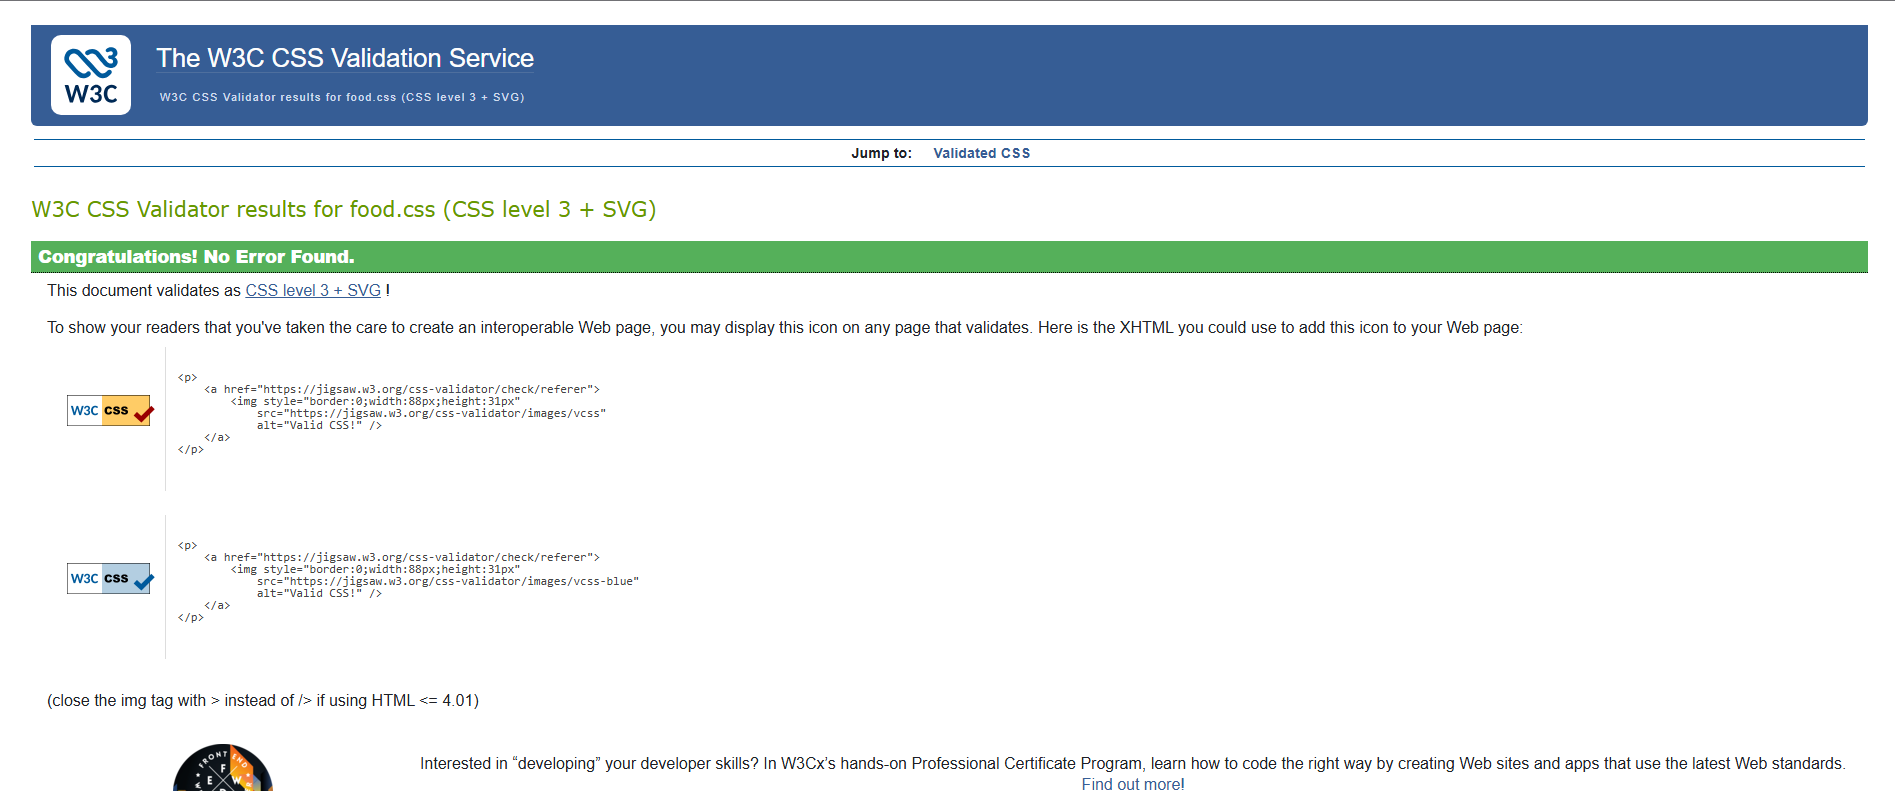 W3C
The W3C CSS Validation Service
W3C CSS Validator results for food.css (CSS level 3 + SVG)
Jump to: Validated CSS
W3C CSS Validator results for food.css (CSS level 3 + SVG)
Congratulations! No Error Found.
This document validates as CSS level 3 + SVG !
To show your readers that you've taken the care to create an interoperable Web page, you may display this icon on any page that validates. Here is the XHTML you could use to add this icon to your Web page:
W3C css
<p>
<a href="https://jigsaw.w3.org/css-validator/check/referer">
<img style="border:0;width:88px;height:31px"
src="https://jigsaw.w3.org/css-validator/images/vcss"
alt="Valid CSS!" />
</a>
</p>
W3C css
<p>
<a href="https://jigsaw.w3.org/css-validator/check/referer">
<img style="border:0;width:88px;height:31px"
src="https://jigsaw.w3.org/css-validator/images/vcss-blue"
alt="Valid CSS!" />
</a>
</p>
(close the img tag with > instead of /> if using HTML <= 4.01)
FRONT END
F
E W
Interested in “developing” your developer skills? In W3Cx’s hands-on Professional Certificate Program, learn how to code the right way by creating Web sites and apps that use the latest Web standards.
Find out more!